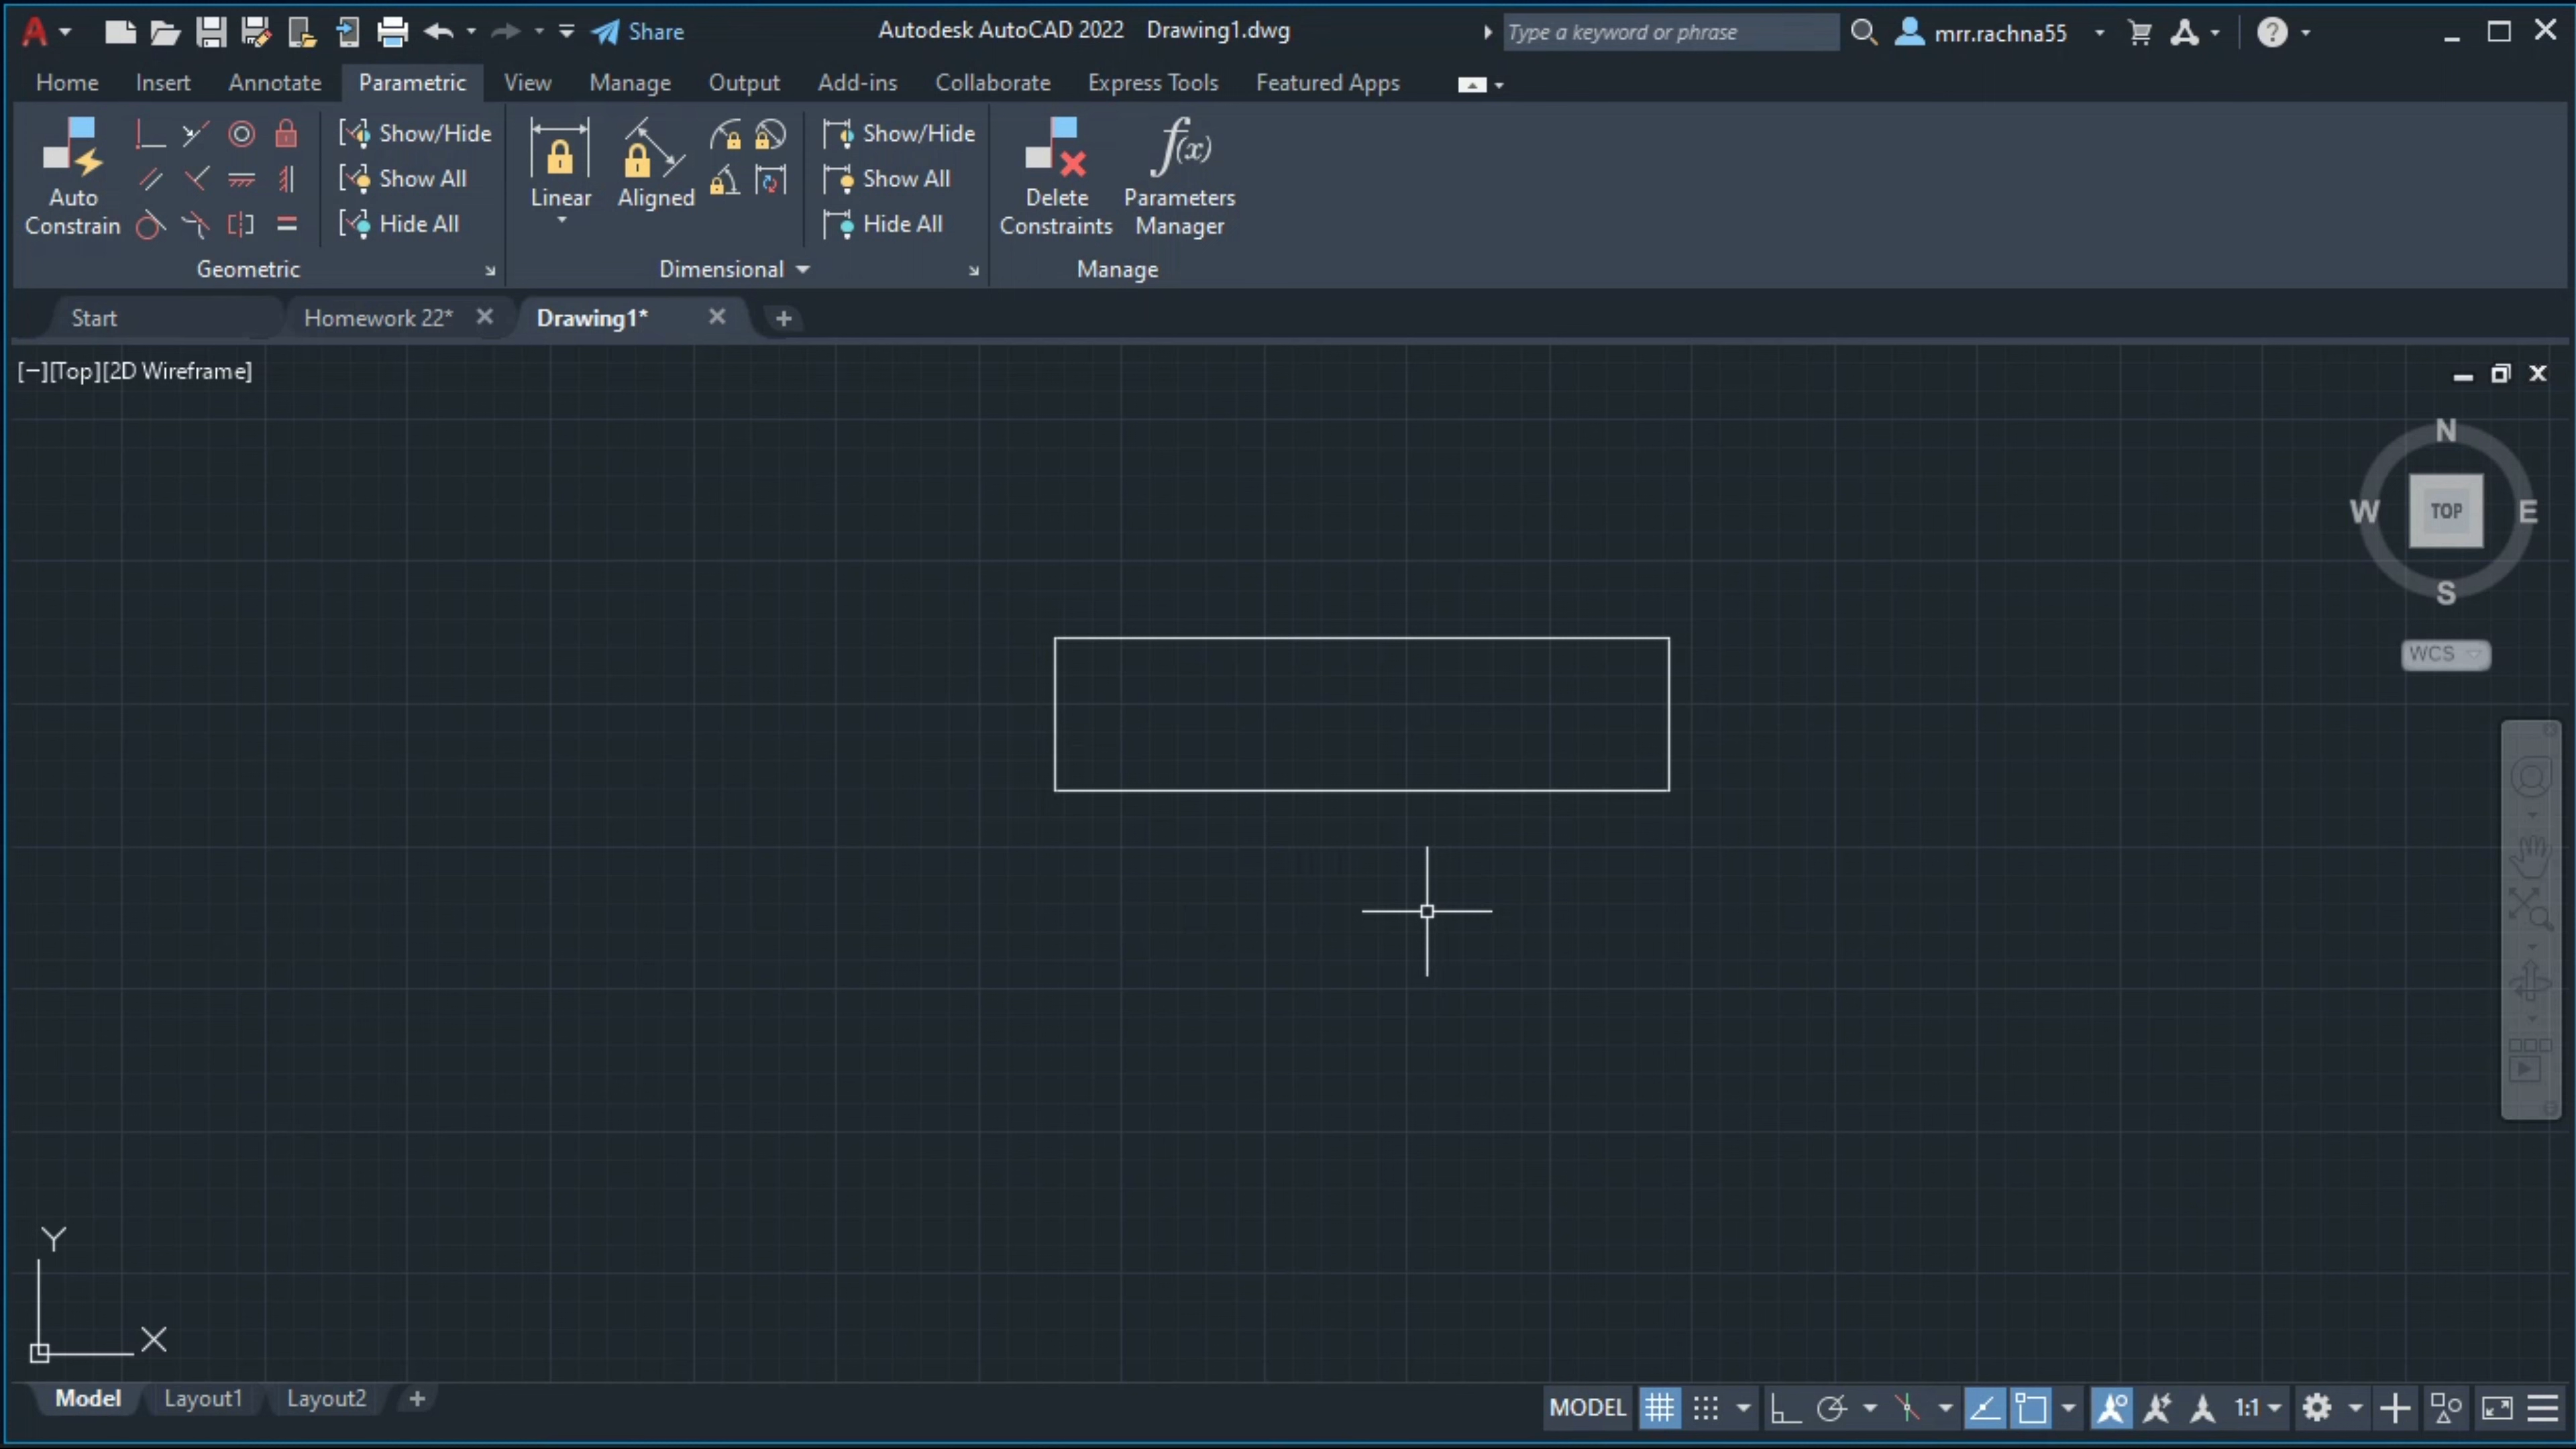 Share
Autodesk AutoCAD 2022 Drawing1.dwg
Type a keyword or phrase
mrr.rachna55
Home Insert Annotate Parametric View Manage Output Add-ins Collaborate Express Tools Featured Apps
Auto
Constrain
Show/Hide
Show All
Hide All
Geometric
Linear
Aligned
Show/Hide
Show All
Hide All
Dimensional
Delete
Constraints
f(x)
Parameters
Manager
Manage
Start
Homework 22*
Drawing1*
[−][Top][2D Wireframe]
N
W
TOP
E
S
WCS
Y
X
Model
Layout1
Layout2
MODEL
1:1